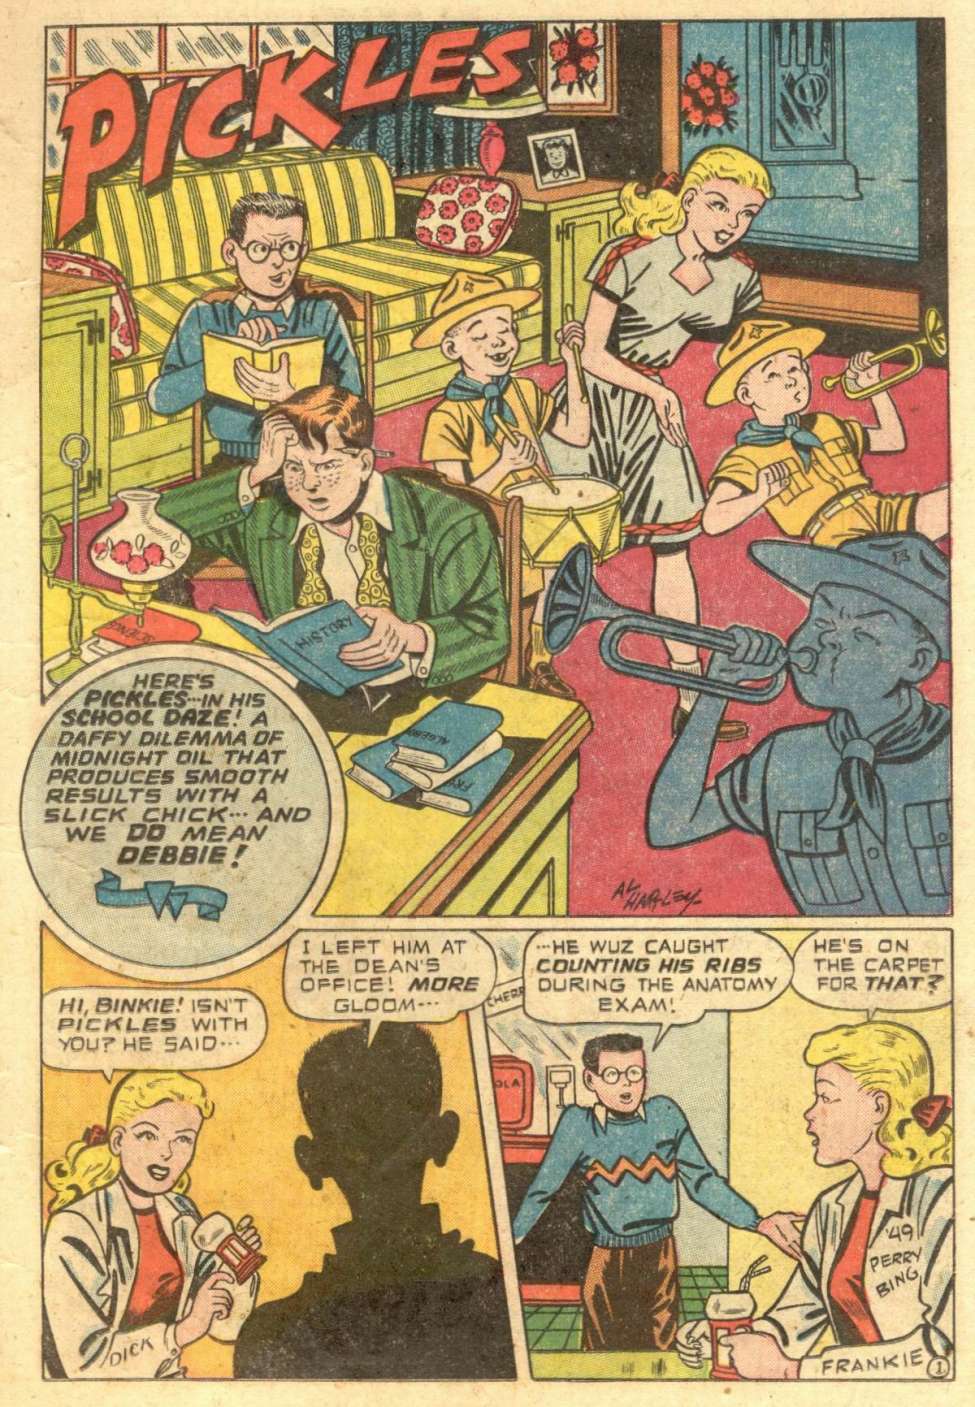 PICKLES
HISTORY
ALGEBRA
HERE'S
PICKLES--IN HIS
SCHOOL DAZE! A
DAFFY DILEMMA OF
MIDNIGHT OIL THAT
PRODUCES SMOOTH
RESULTS WITH A
SLICK CHICK--- AND
WE DO MEAN
DEBBIE!
AL
HARTLEY
HI, BINKIE! ISN'T
PICKLES WITH
YOU? HE SAID---
I LEFT HIM AT
THE DEAN'S
OFFICE! MORE
GLOOM---
DICK
---HE WUZ CAUGHT
COUNTING HIS RIBS
DURING THE ANATOMY
EXAM!
HE'S ON
THE CARPET
FOR THAT?
CHERR
OLA
'49
PERRY
BING
FRANKIE
1